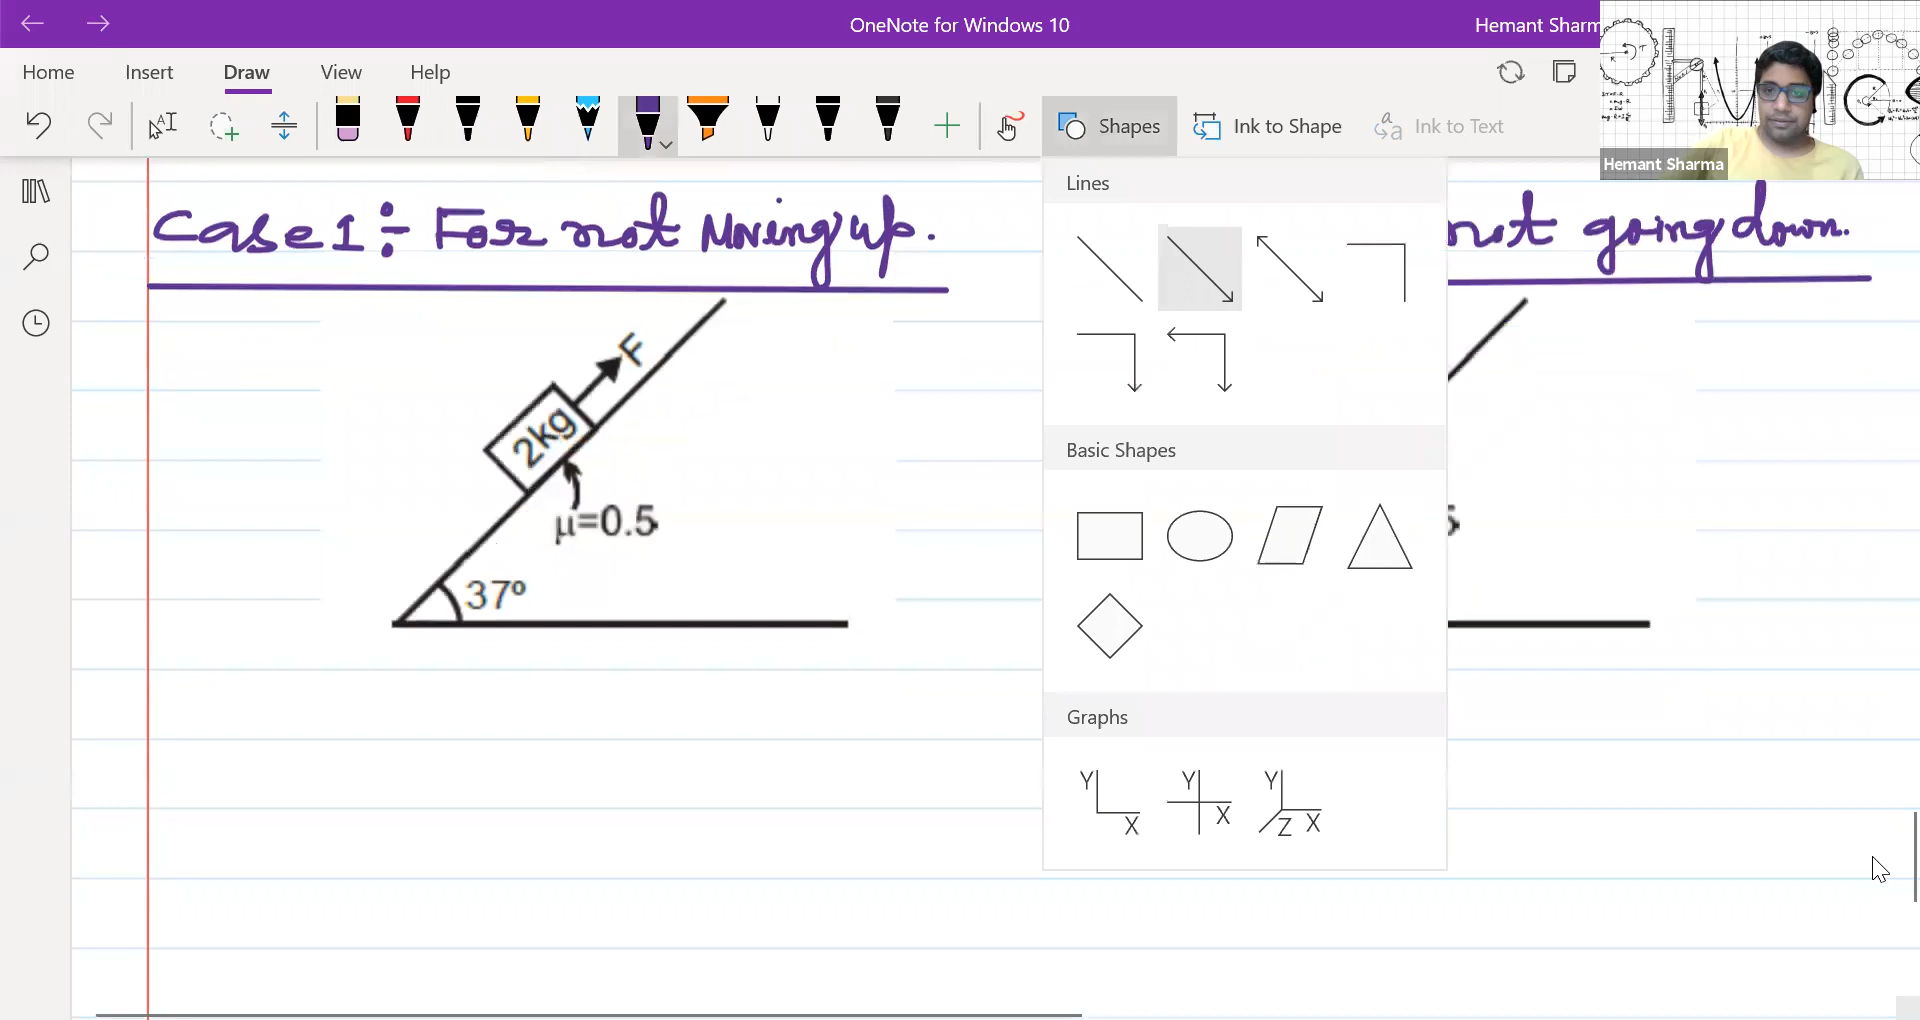 OneNote for Windows 10
Hemant Sharm
Home Insert Draw View Help
Shapes Ink to Shape Ink to Text
Hemant Sharma
Lines
Case 1 ÷ For not Moving up.
not going down.
F
2kg
μ=0.5
37º
Basic Shapes
Graphs
Y X
Y X
Y Z X